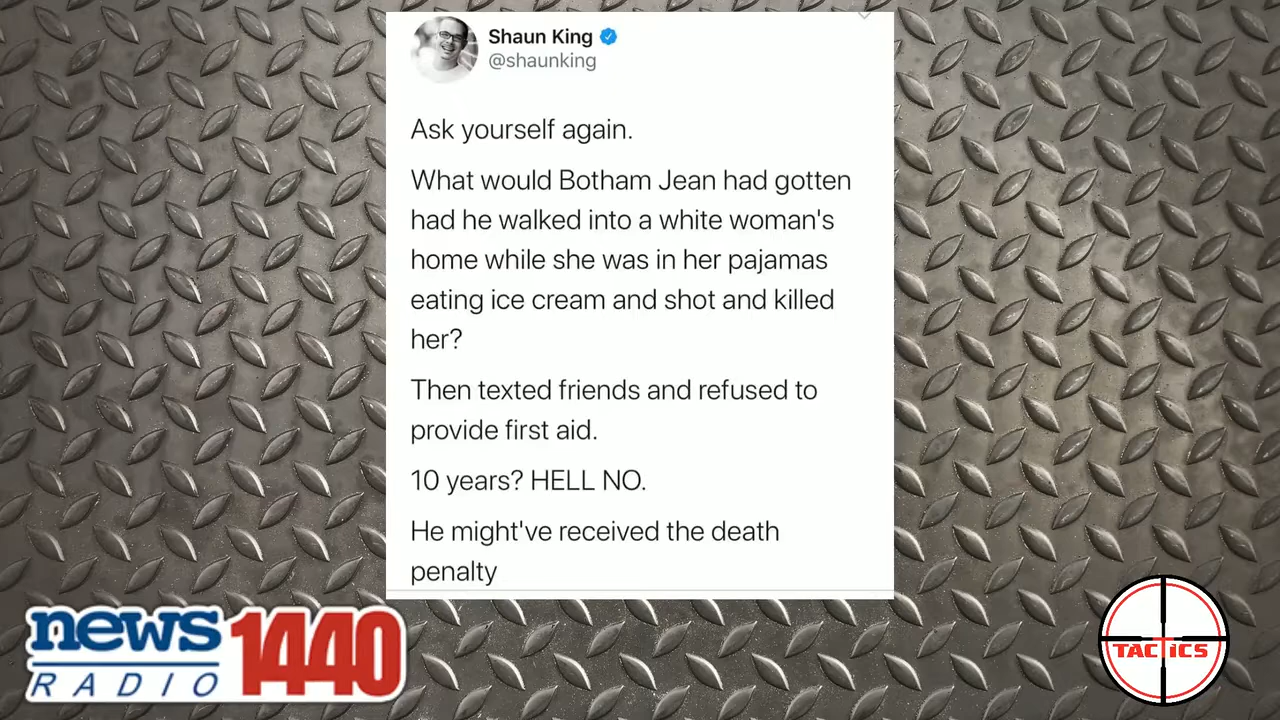 Shaun King
@shaunking
Ask yourself again.
What would Botham Jean had gotten
had he walked into a white woman's
home while she was in her pajamas
eating ice cream and shot and killed
her?
Then texted friends and refused to
provide first aid.
10 years? HELL NO.
He might've received the death
penalty
news 1440
RADIO
TACTICS